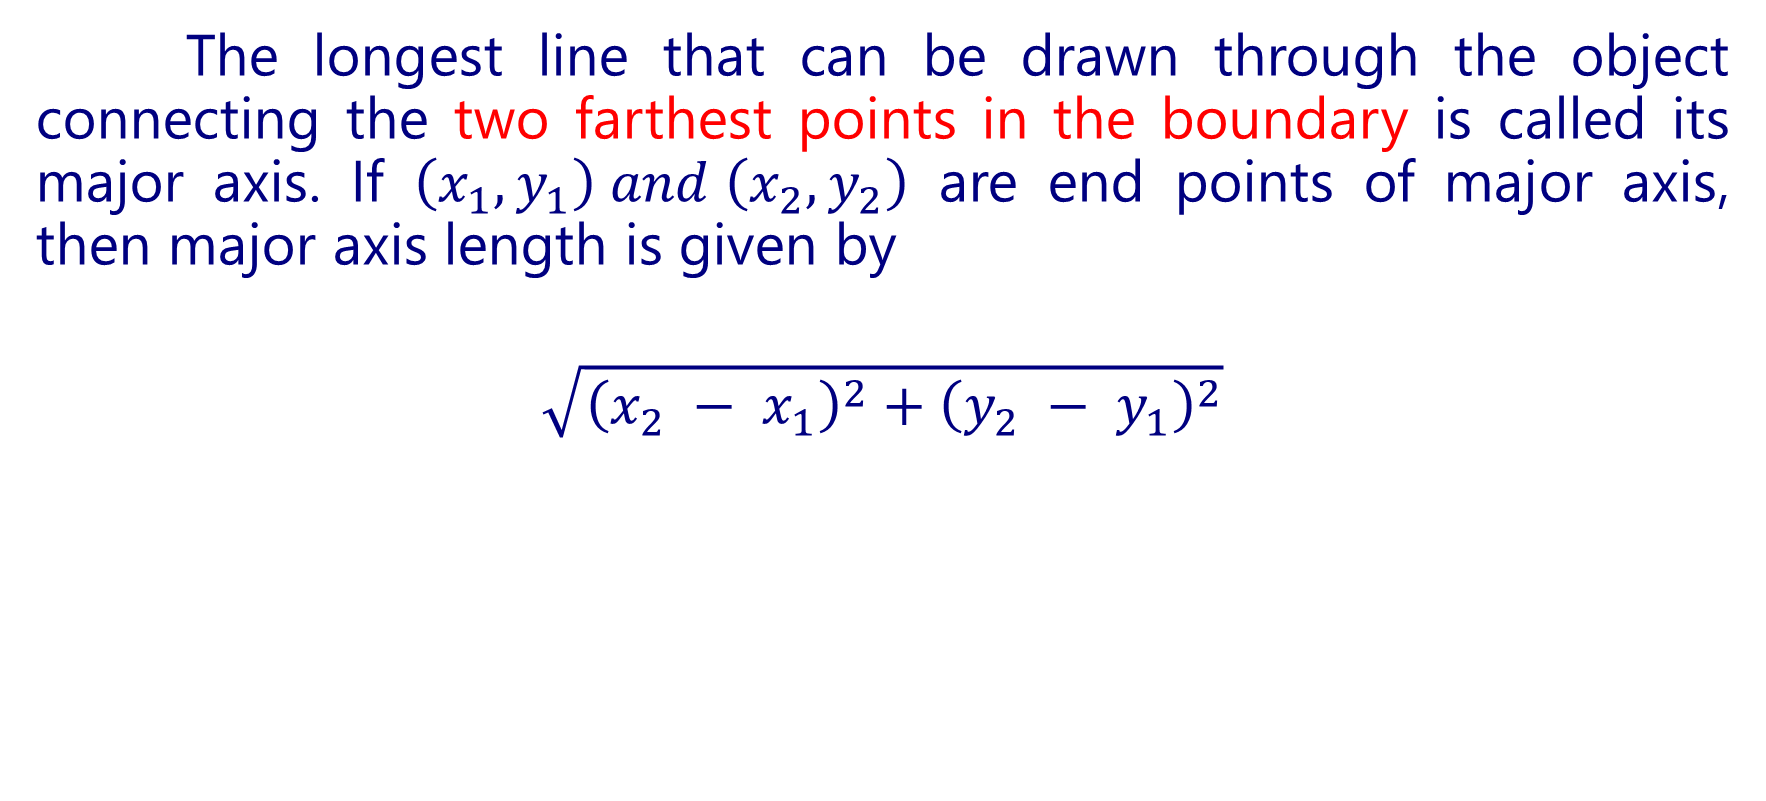 The longest line that can be drawn through the object
connecting the two farthest points in the boundary is called its
major axis. If (x₁, y₁) and (x₂, y₂) are end points of major axis,
then major axis length is given by
√((x₂ − x₁)² + (y₂ − y₁)²)